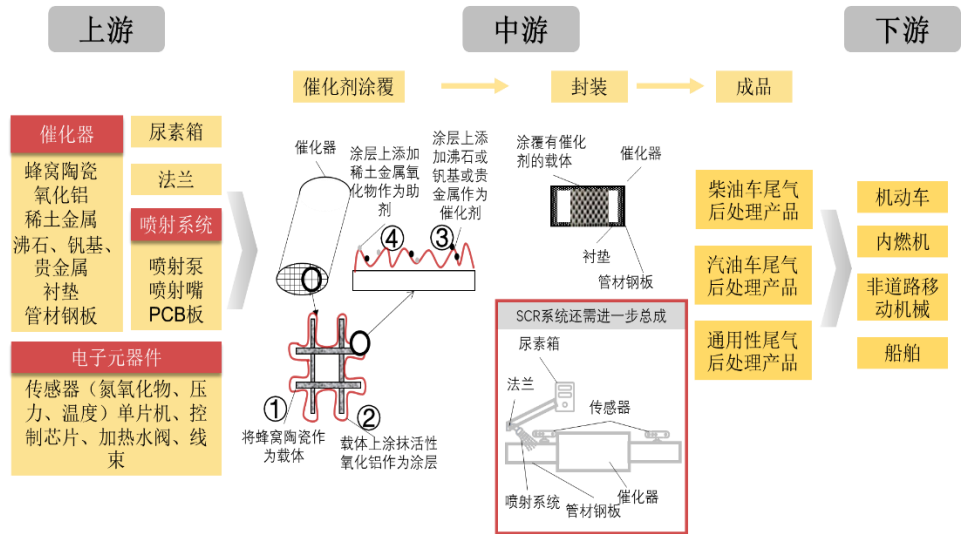 上游
中游
下游
催化剂涂覆
封装
成品
催化器
蜂窝陶瓷
氧化铝
稀土金属
沸石、钒基、
贵金属
衬垫
管材钢板
尿素箱
法兰
喷射系统
喷射泵
喷射嘴
PCB板
电子元器件
传感器（氮氧化物、压
力、温度）单片机、控
制芯片、加热水阀、线
束
催化器
涂层上添加
稀土金属氧
化物作为助
剂
④
涂层上添
加沸石或
钒基或贵
金属作为
催化剂
③
①
将蜂窝陶瓷作
为载体
②
载体上涂抹活性
氧化铝作为涂层
涂覆有催化
剂的载体
催化器
衬垫
管材钢板
SCR系统还需进一步总成
尿素箱
法兰
传感器
喷射系统
管材钢板
催化器
柴油车尾气
后处理产品
汽油车尾气
后处理产品
通用性尾气
后处理产品
机动车
内燃机
非道路移
动机械
船舶